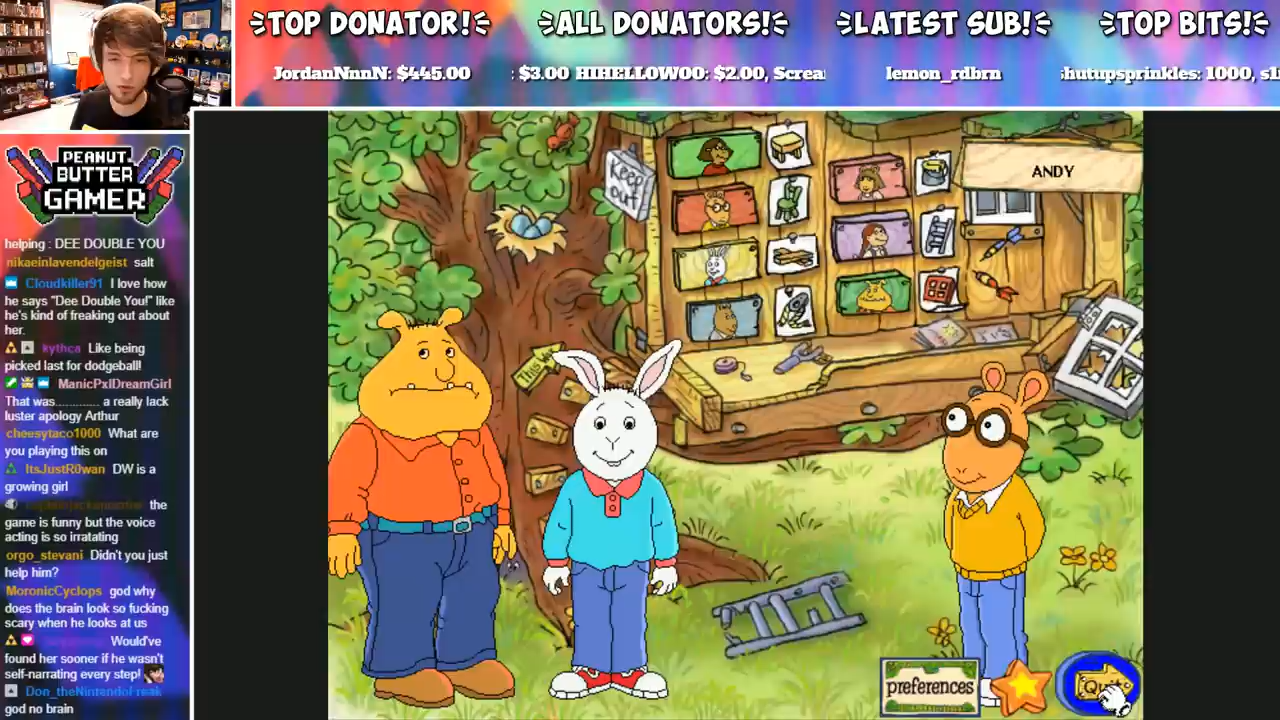 TOP DONATOR!
ALL DONATORS!
LATEST SUB!
TOP BITS!
JordanNnnN: $445.00
: $3.00 HIHELLOWOO: $2.00, Screa
lemon_rdbrn
shutupsprinkles: 1000, s1
PEANUT
BUTTER
GAMER
helping : DEE DOUBLE YOU
nikaeinlavendelgeist salt
Cloudkiller91 I love how
he says "Dee Double You!" like
he's kind of freaking out about
her.
kythca Like being
picked last for dodgeball!
ManicPxlDreamGirl
That was............. a really lack
luster apology Arthur
cheesytaco1000 What are
you playing this on
ItsJustR0wan DW is a
growing girl
the
game is funny but the voice
acting is so irratating
orgo_stevani Didn't you just
help him?
MoronicCyclops god why
does the brain look so fucking
scary when he looks at us
Would've
found her sooner if he wasn't
self-narrating every step!
Don_theNintendoFreak
god no brain
Keep
out!
ANDY
This
preferences
Quit